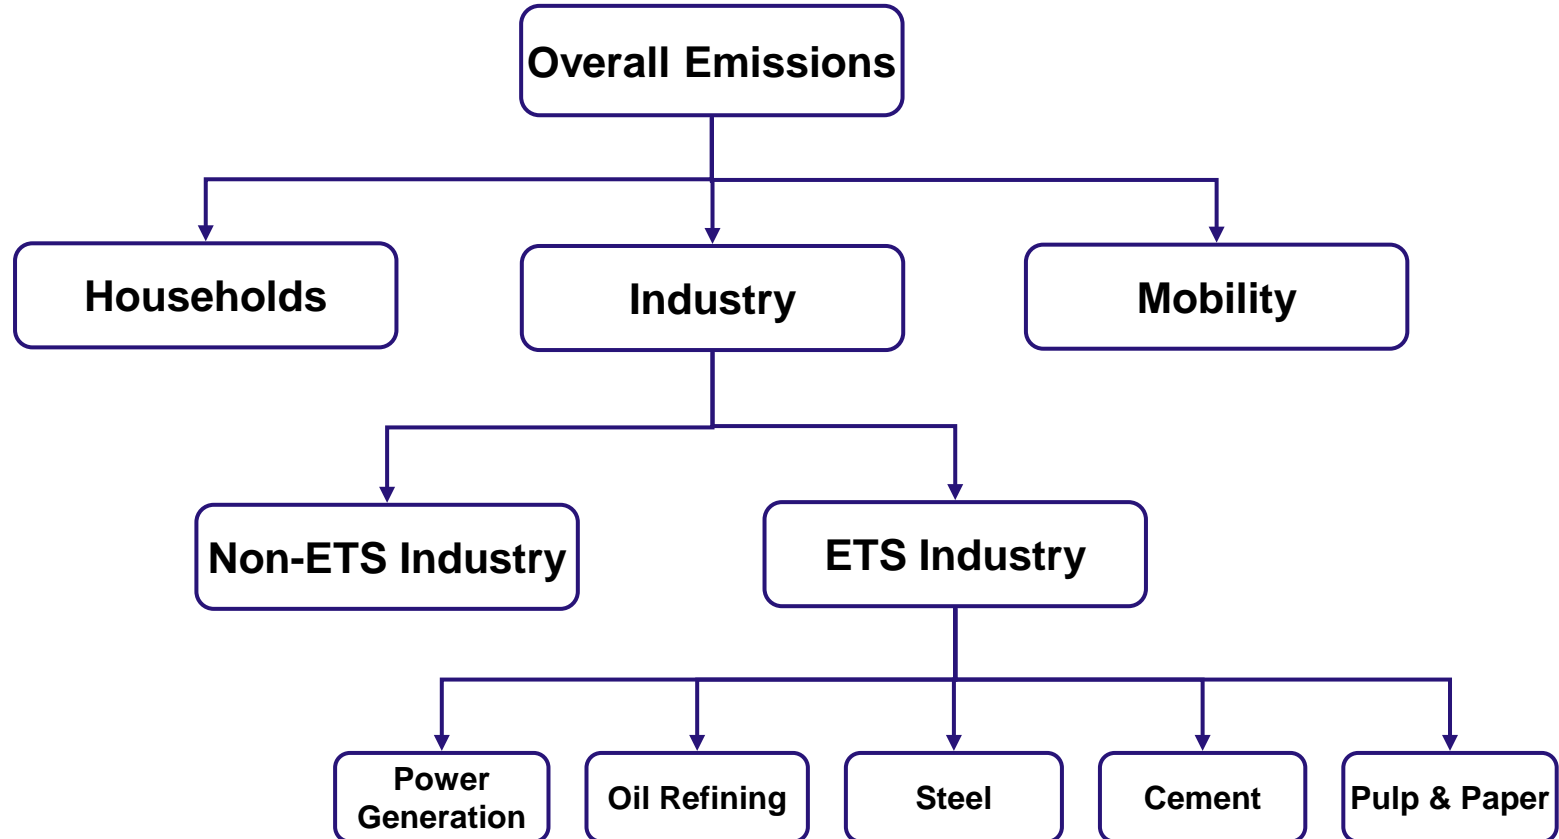 Overall Emissions
Households
Industry
Mobility
Non-ETS Industry
ETS Industry
Power
Generation
Oil Refining
Steel
Cement
Pulp & Paper